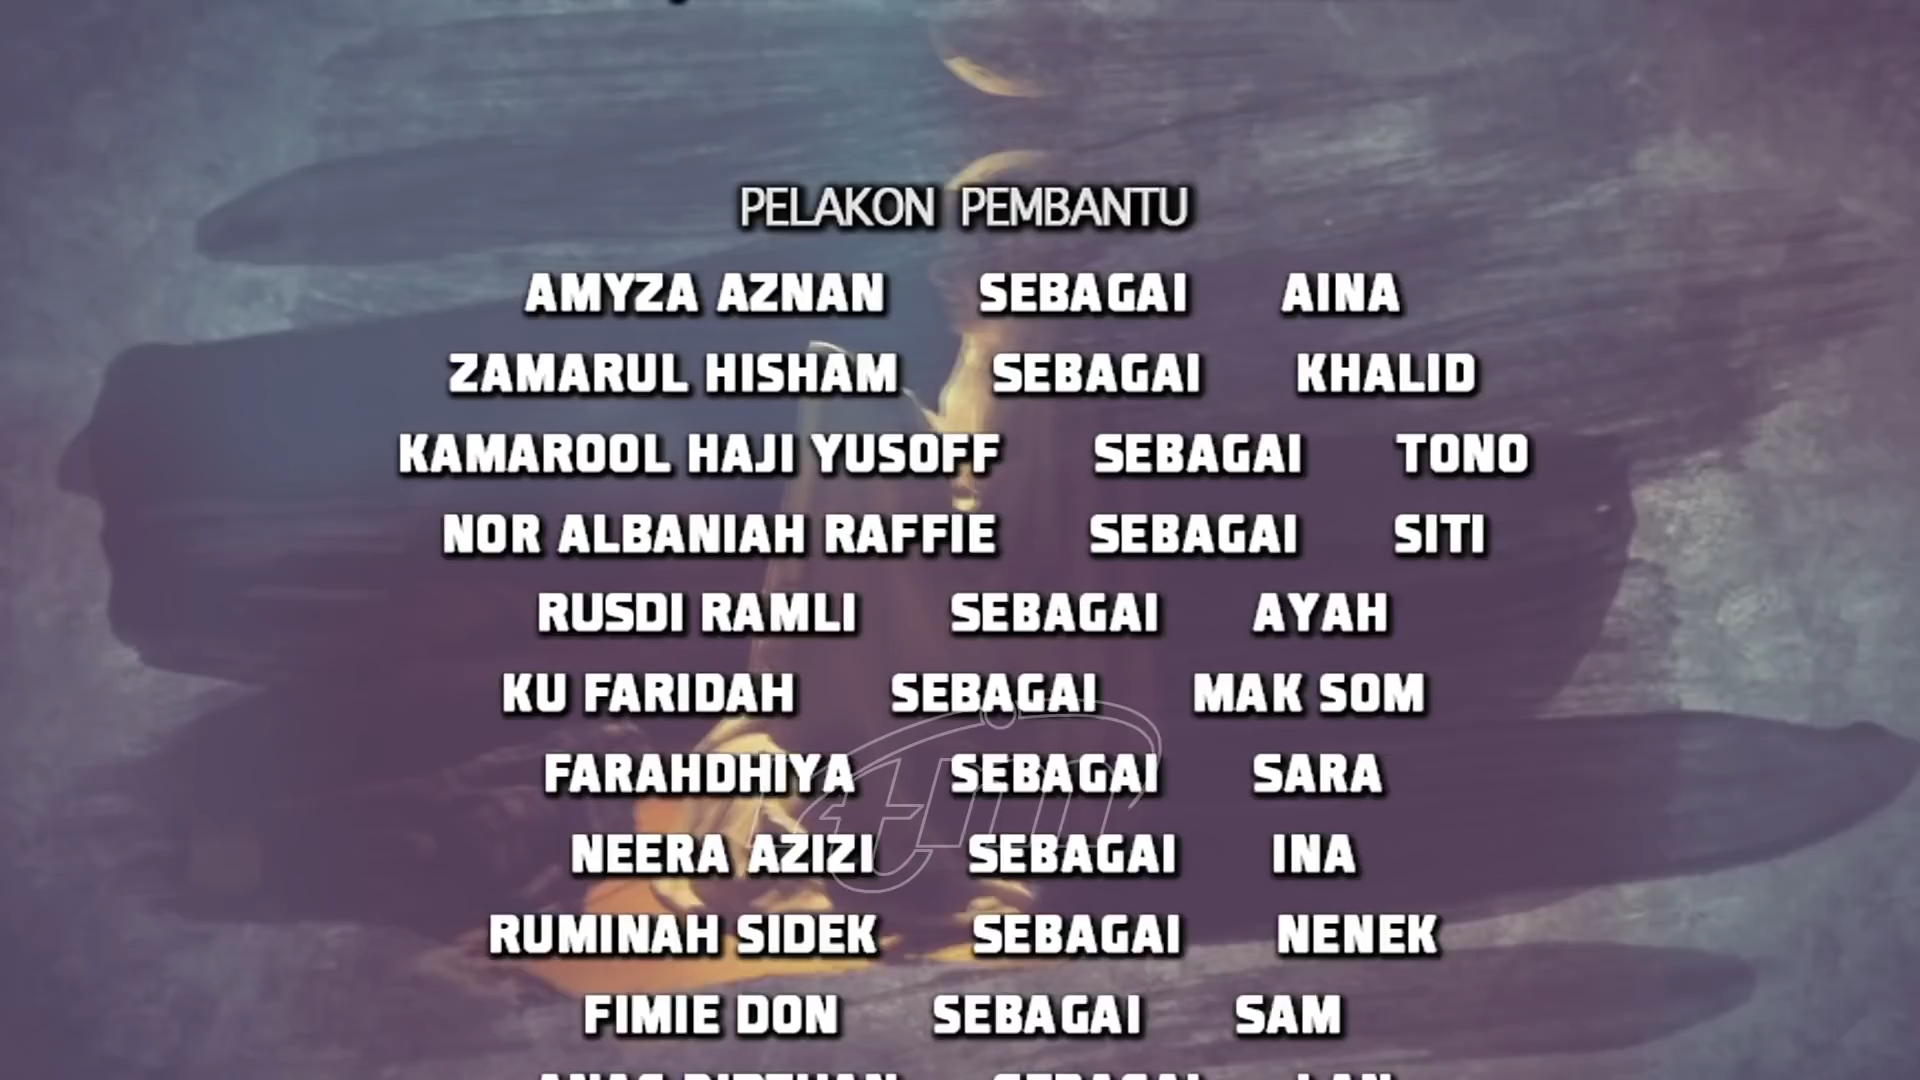 PELAKON PEMBANTU
AMYZA AZNAN SEBAGAI AINA
ZAMARUL HISHAM SEBAGAI KHALID
KAMAROOL HAJI YUSOFF SEBAGAI TONO
NOR ALBANIAH RAFFIE SEBAGAI SITI
RUSDI RAMLI SEBAGAI AYAH
KU FARIDAH SEBAGAI MAK SOM
FARAHDHIYA SEBAGAI SARA
NEERA AZIZI SEBAGAI INA
RUMINAH SIDEK SEBAGAI NENEK
FIMIE DON SEBAGAI SAM
SEBAGAI